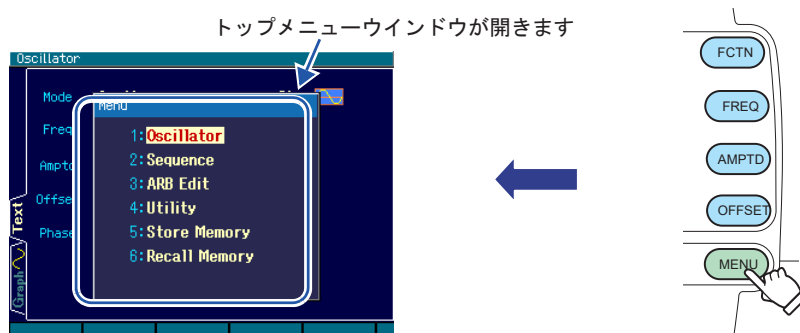 トップメニューウインドウが開きます
Oscillator
Mode
Freq
Ampto
Offse
Phase
Text
Graph
Menu
1:Oscillator
2:Sequence
3:ARB Edit
4:Utility
5:Store Memory
6:Recall Memory
FCTN
FREQ
AMPTD
OFFSET
MENU